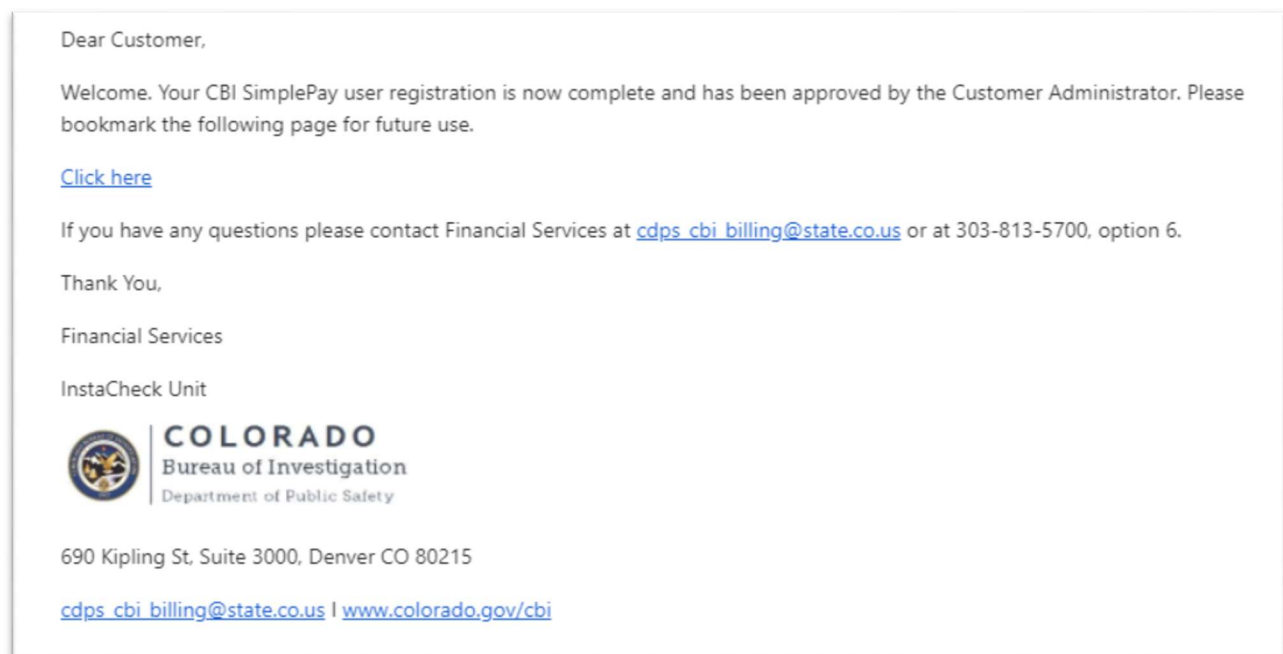 Dear Customer,
Welcome. Your CBI SimplePay user registration is now complete and has been approved by the Customer Administrator. Please
bookmark the following page for future use.
Click here
If you have any questions please contact Financial Services at cdps_cbi_billing@state.co.us or at 303-813-5700, option 6.
Thank You,
Financial Services
InstaCheck Unit
COLORADO
Bureau of Investigation
Department of Public Safety
690 Kipling St, Suite 3000, Denver CO 80215
cdps_cbi_billing@state.co.us l www.colorado.gov/cbi